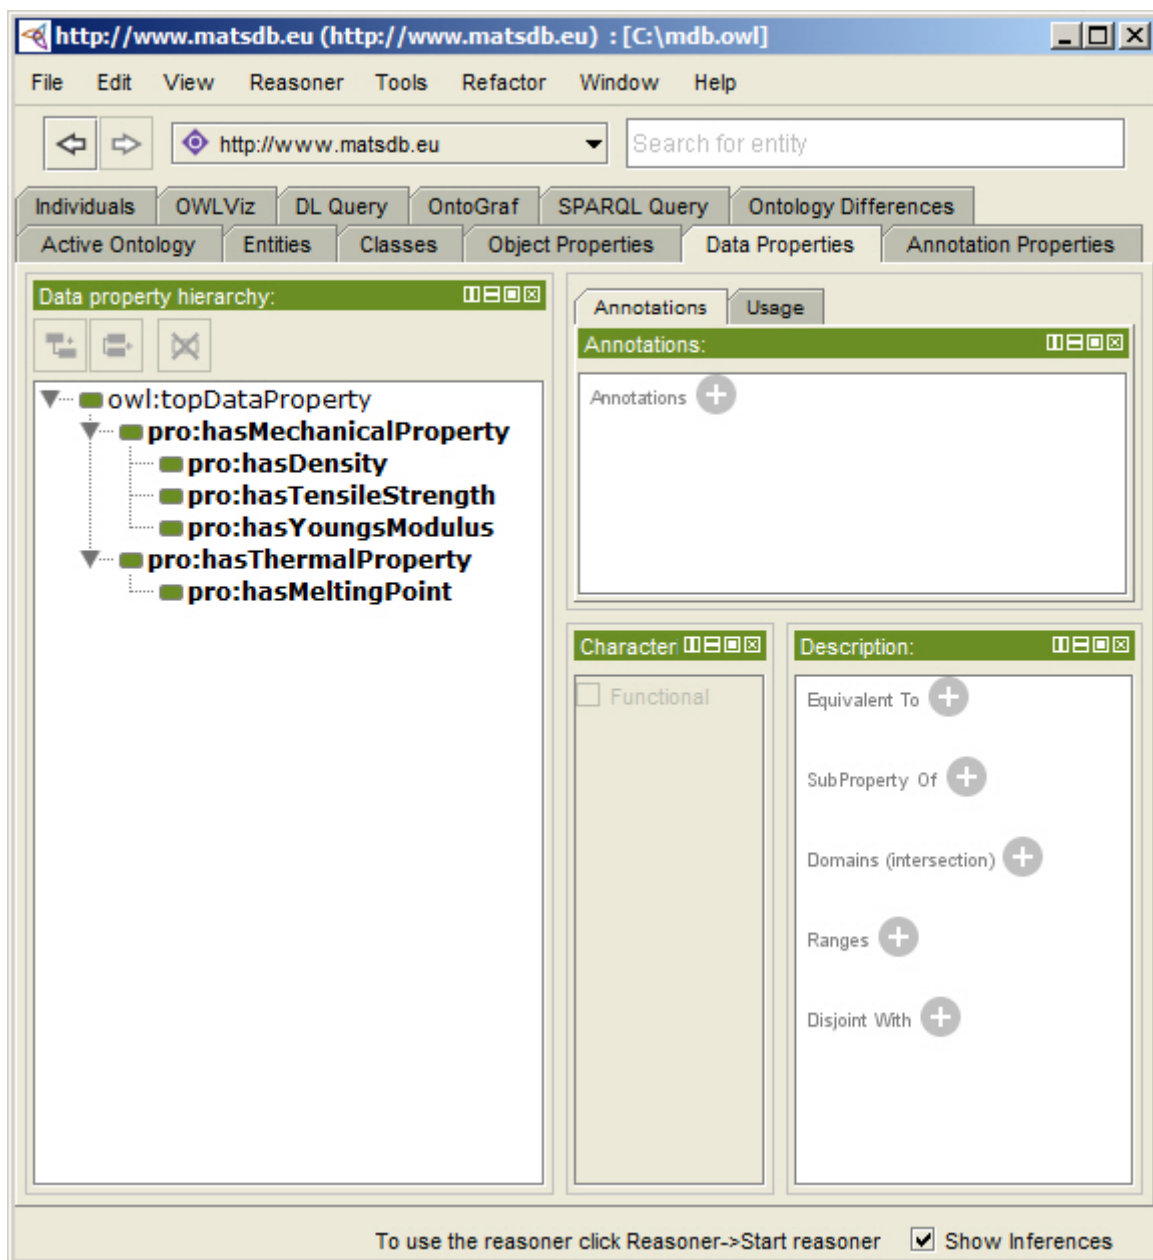 http://www.matsdb.eu (http://www.matsdb.eu) : [C:\mdb.owl]
File Edit View Reasoner Tools Refactor Window Help
http://www.matsdb.eu Search for entity
Individuals OWLViz DL Query OntoGraf SPARQL Query Ontology Differences
Active Ontology Entities Classes Object Properties Data Properties Annotation Properties
Data property hierarchy:
owl:topDataProperty
pro:hasMechanicalProperty
pro:hasDensity
pro:hasTensileStrength
pro:hasYoungsModulus
pro:hasThermalProperty
pro:hasMeltingPoint
Annotations Usage
Annotations:
Annotations
Character
Functional
Description:
Equivalent To
SubProperty Of
Domains (intersection)
Ranges
Disjoint With
To use the reasoner click Reasoner->Start reasoner Show Inferences